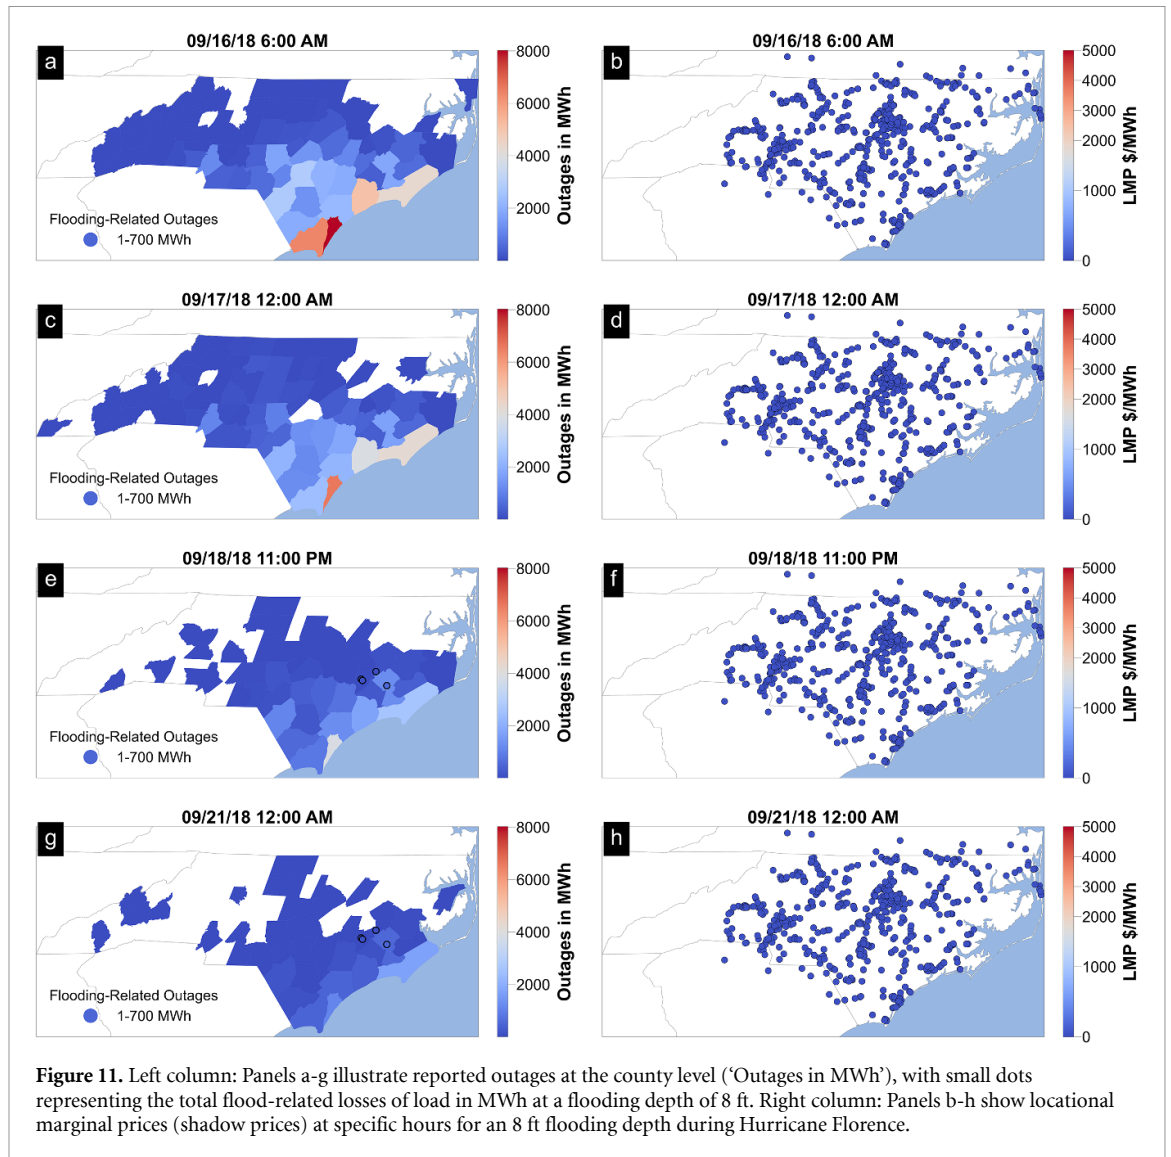 09/16/18 6:00 AM
a
8000
6000
4000
2000
Outages in MWh
Flooding-Related Outages
1-700 MWh
09/16/18 6:00 AM
b
5000
4000
3000
2000
1000
0
LMP $/MWh
09/17/18 12:00 AM
c
8000
6000
4000
2000
Outages in MWh
Flooding-Related Outages
1-700 MWh
09/17/18 12:00 AM
d
5000
4000
3000
2000
1000
0
LMP $/MWh
09/18/18 11:00 PM
e
8000
6000
4000
2000
Outages in MWh
Flooding-Related Outages
1-700 MWh
09/18/18 11:00 PM
f
5000
4000
3000
2000
1000
0
LMP $/MWh
09/21/18 12:00 AM
g
8000
6000
4000
2000
Outages in MWh
Flooding-Related Outages
1-700 MWh
09/21/18 12:00 AM
h
5000
4000
3000
2000
1000
0
LMP $/MWh
Figure 11. Left column: Panels a-g illustrate reported outages at the county level (‘Outages in MWh’), with small dots
representing the total flood-related losses of load in MWh at a flooding depth of 8 ft. Right column: Panels b-h show locational
marginal prices (shadow prices) at specific hours for an 8 ft flooding depth during Hurricane Florence.